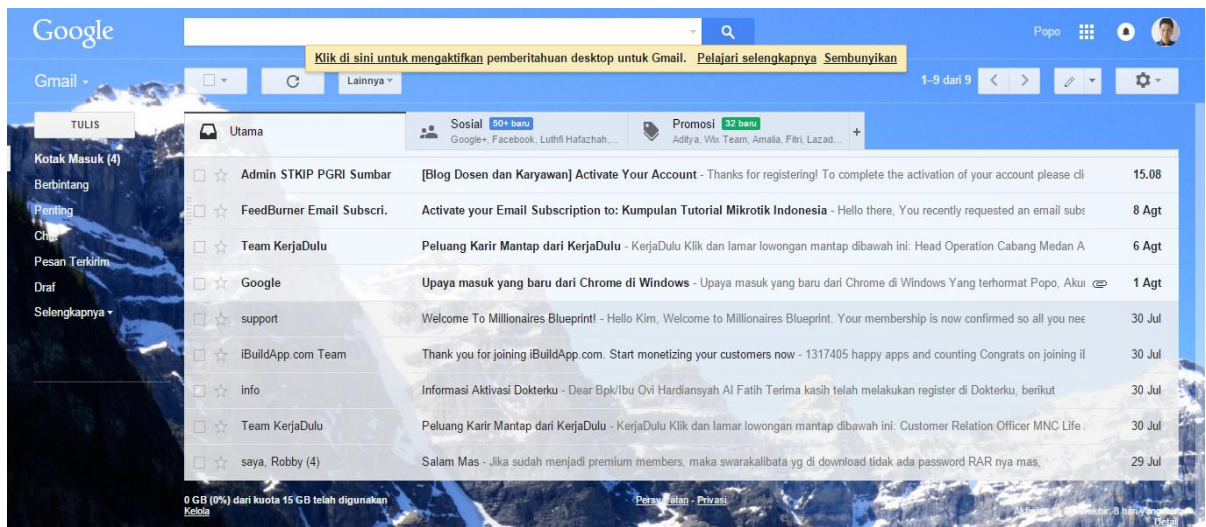 Google
Popo
Klik di sini untuk mengaktifkan pemberitahuan desktop untuk Gmail. Pelajari selengkapnya Sembunyikan
Gmail
Lainnya
1–9 dari 9
TULIS
Kotak Masuk (4)
Berbintang
Penting
Pesan Terkirim
Draf
Selengkapnya
Utama
Sosial 50+ baru
Google+, Facebook, Luthfi Hafazhah,...
Promosi 32 baru
Aditya, Wix Team, Amalia, Fitri, Lazad...
+
Admin STKIP PGRI Sumbar [Blog Dosen dan Karyawan] Activate Your Account - Thanks for registering! To complete the activation of your account please cli 15.08
FeedBurner Email Subscri. Activate your Email Subscription to: Kumpulan Tutorial Mikrotik Indonesia - Hello there, You recently requested an email subs 8 Agt
Team KerjaDulu Peluang Karir Mantap dari KerjaDulu - KerjaDulu Klik dan lamar lowongan mantap dibawah ini: Head Operation Cabang Medan A 6 Agt
Google Upaya masuk yang baru dari Chrome di Windows - Upaya masuk yang baru dari Chrome di Windows Yang terhormat Popo, Akun 1 Agt
support Welcome To Millionaires Blueprint! - Hello Kim, Welcome to Millionaires Blueprint. Your membership is now confirmed so all you nee 30 Jul
iBuildApp.com Team Thank you for joining iBuildApp.com. Start monetizing your customers now - 1317405 happy apps and counting Congrats on joining iB 30 Jul
info Informasi Aktivasi Dokterku - Dear Bpk/Ibu Ovi Hardiansyah Al Fatih Terima kasih telah melakukan register di Dokterku, berikut 30 Jul
Team KerjaDulu Peluang Karir Mantap dari KerjaDulu - KerjaDulu Klik dan lamar lowongan mantap dibawah ini: Customer Relation Officer MNC Life . 30 Jul
saya, Robby (4) Salam Mas - Jika sudah menjadi premium members, maka swarakalibata yg di download tidak ada password RAR nya mas, 29 Jul
0 GB (0%) dari kuota 15 GB telah digunakan
Kelola
Persyaratan - Privasi
8 hari
Detail